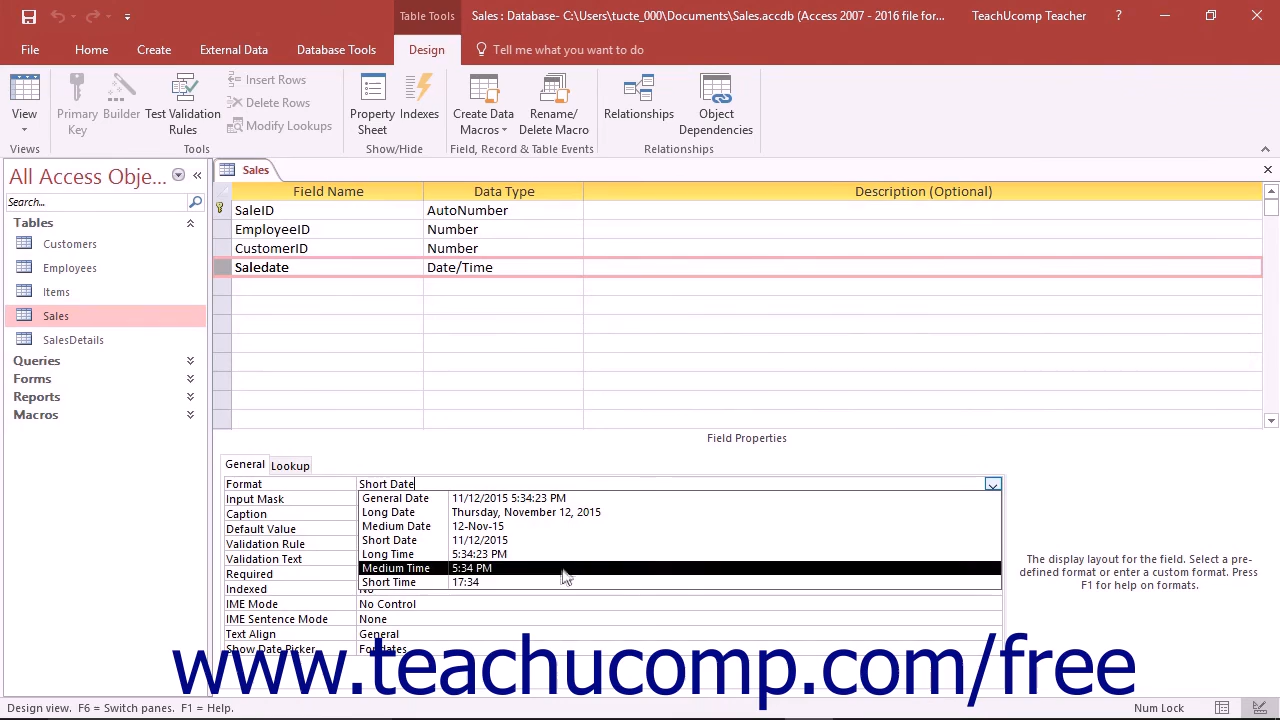 Table Tools
Sales : Database- C:\Users\tucte_000\Documents\Sales.accdb (Access 2007 - 2016 file for...
TeachUcomp Teacher
?
File Home Create External Data Database Tools Design Tell me what you want to do
View
Views
Primary Key
Builder
Test Validation Rules
Insert Rows
Delete Rows
Modify Lookups
Tools
Property Sheet
Indexes
Show/Hide
Create Data Macros
Rename/ Delete Macro
Field, Record & Table Events
Relationships
Object Dependencies
Relationships
All Access Obje...
Search...
Tables
Customers
Employees
Items
Sales
SalesDetails
Queries
Forms
Reports
Macros
Sales
Field Name Data Type Description (Optional)
SaleID AutoNumber
EmployeeID Number
CustomerID Number
Saledate Date/Time
Field Properties
General Lookup
Format Short Date
Input Mask
Caption
Default Value
Validation Rule
Validation Text
Required
Indexed No
IME Mode No Control
IME Sentence Mode None
Text Align General
Show Date Picker For dates
General Date 11/12/2015 5:34:23 PM
Long Date Thursday, November 12, 2015
Medium Date 12-Nov-15
Short Date 11/12/2015
Long Time 5:34:23 PM
Medium Time 5:34 PM
Short Time 17:34
The display layout for the field. Select a pre-
defined format or enter a custom format. Press
F1 for help on formats.
www.teachucomp.com/free
Design view. F6 = Switch panes. F1 = Help.
Num Lock